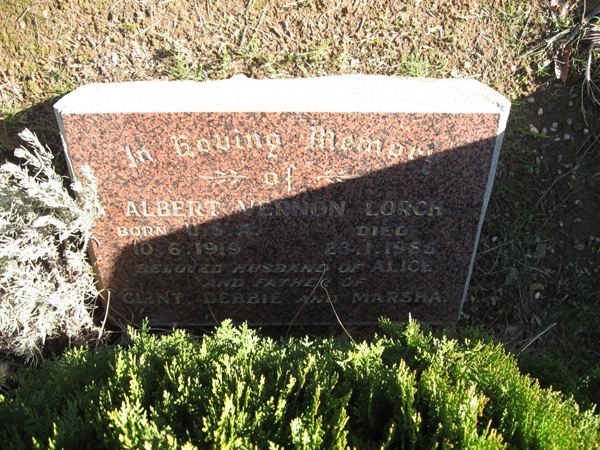 In Loving Memory
of
ALBERT VERNON LORCH
BORN U.S.A. DIED
10.6.1919 23.1.1988
BELOVED HUSBAND OF ALICE
AND FATHER OF
CLINT, DEBBIE AND MARSHA.